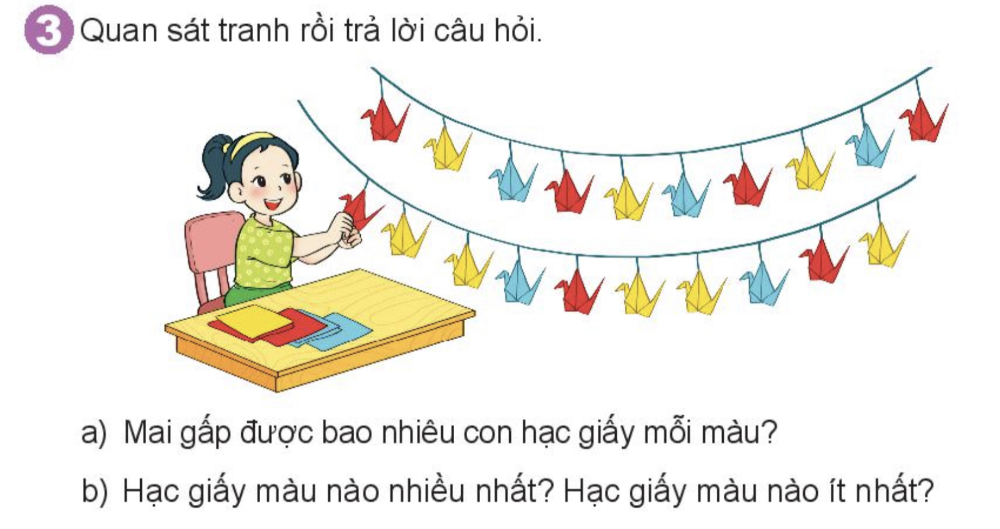 3 Quan sát tranh rồi trả lời câu hỏi.
a) Mai gấp được bao nhiêu con hạc giấy mỗi màu?
b) Hạc giấy màu nào nhiều nhất? Hạc giấy màu nào ít nhất?